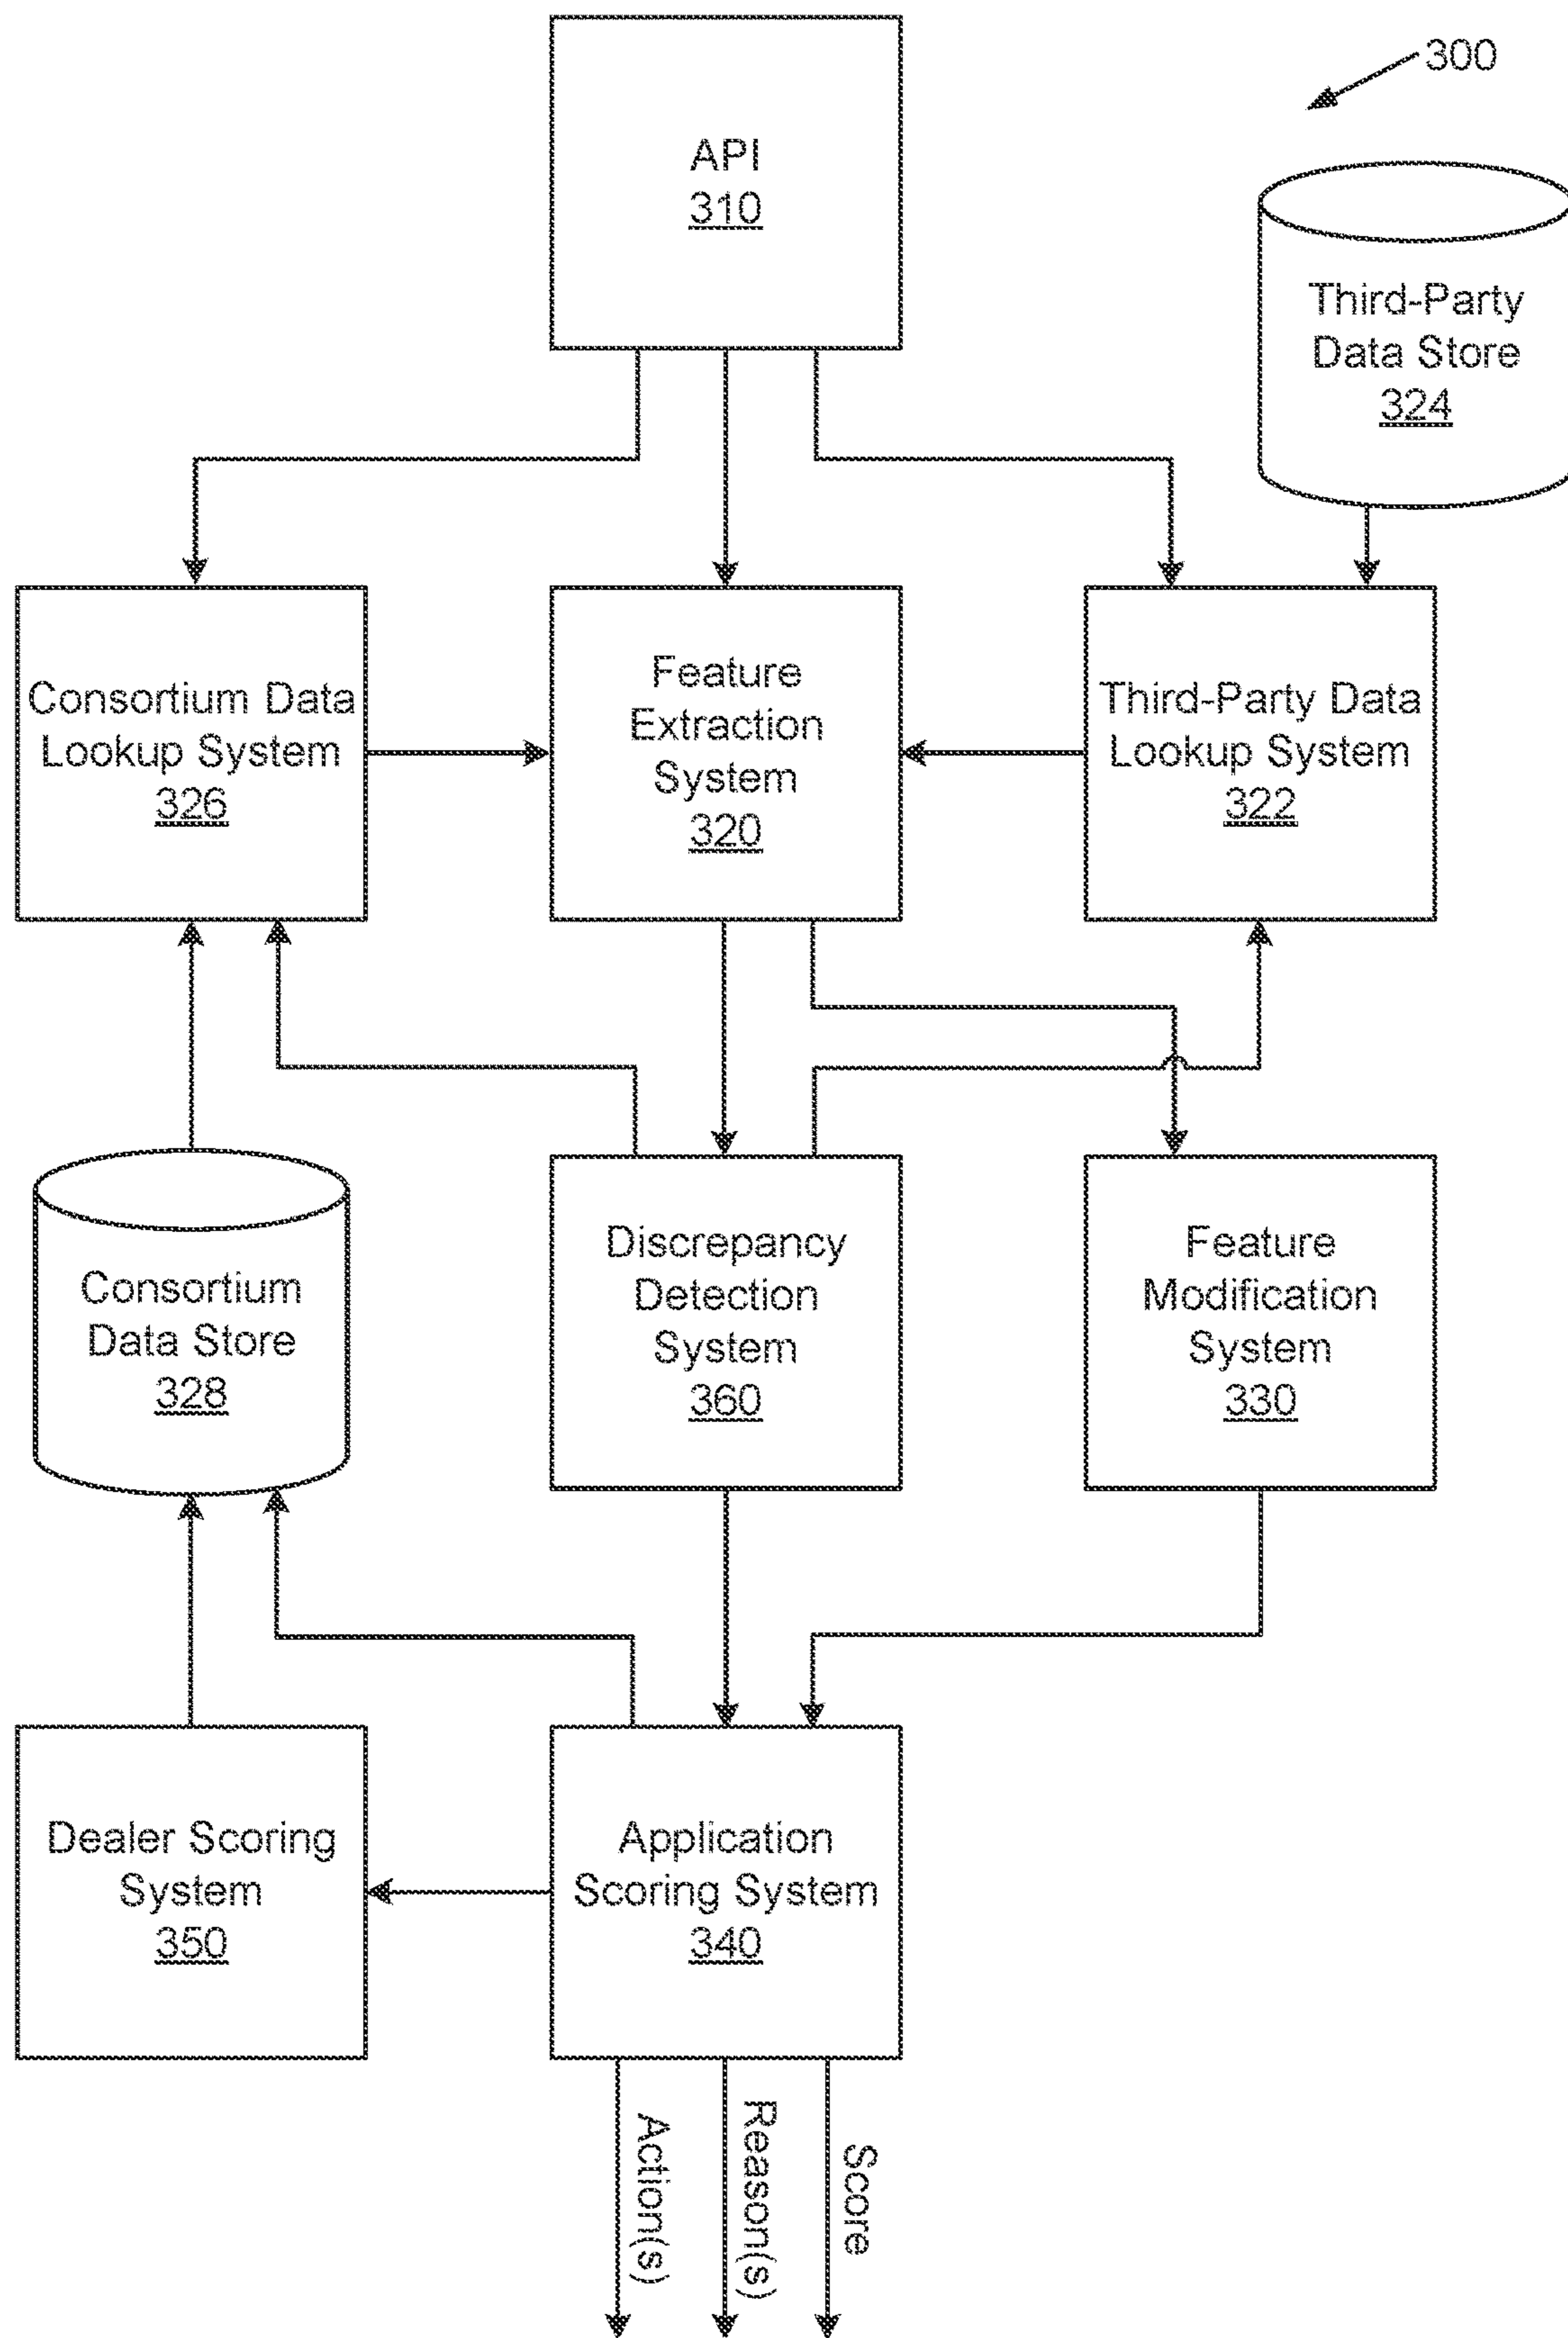 300
API
310
Third-Party
Data Store
324
Consortium Data
Lookup System
326
Feature
Extraction
System
320
Third-Party Data
Lookup System
322
Consortium
Data Store
328
Discrepancy
Detection
System
360
Feature
Modification
System
330
Dealer Scoring
System
350
Application
Scoring System
340
Action(s)
Reason(s)
Score